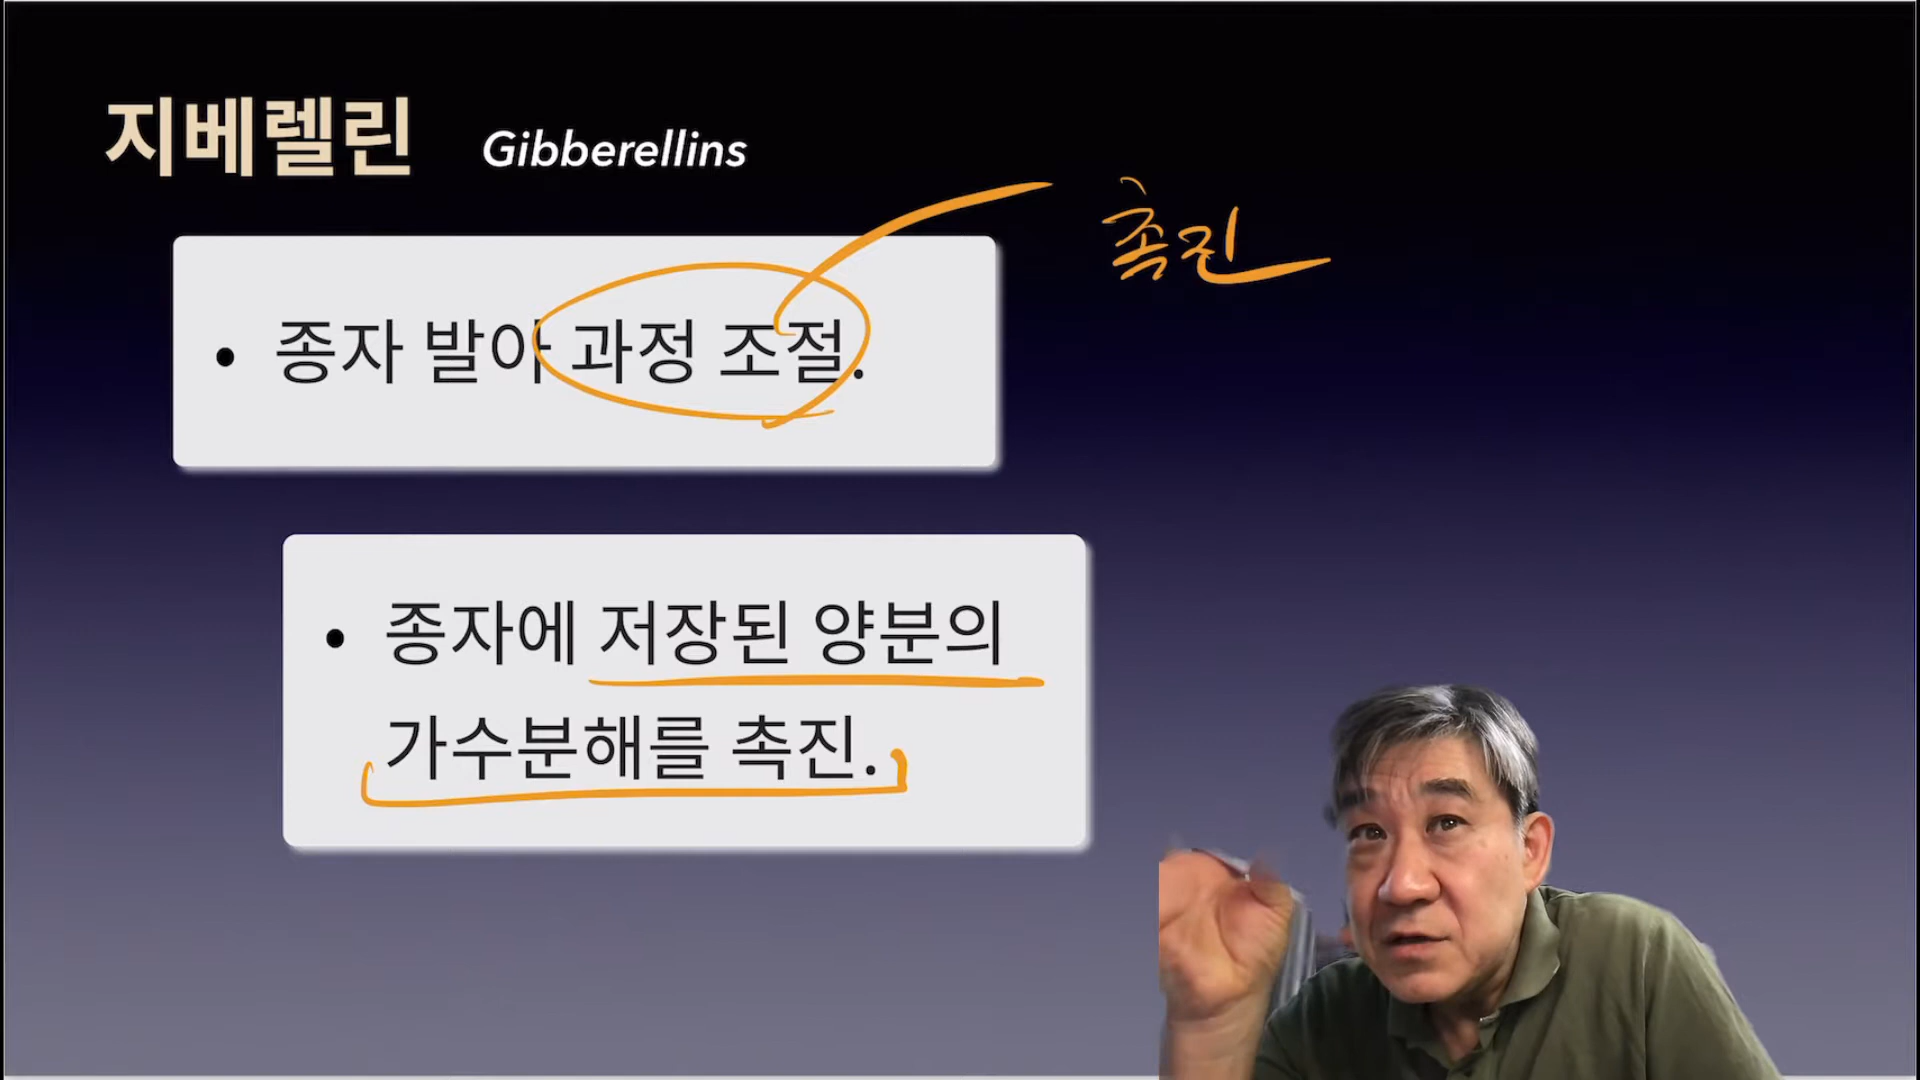 지베렐린 Gibberellins
촉진
• 종자 발아 과정 조절.
• 종자에 저장된 양분의
가수분해를 촉진.